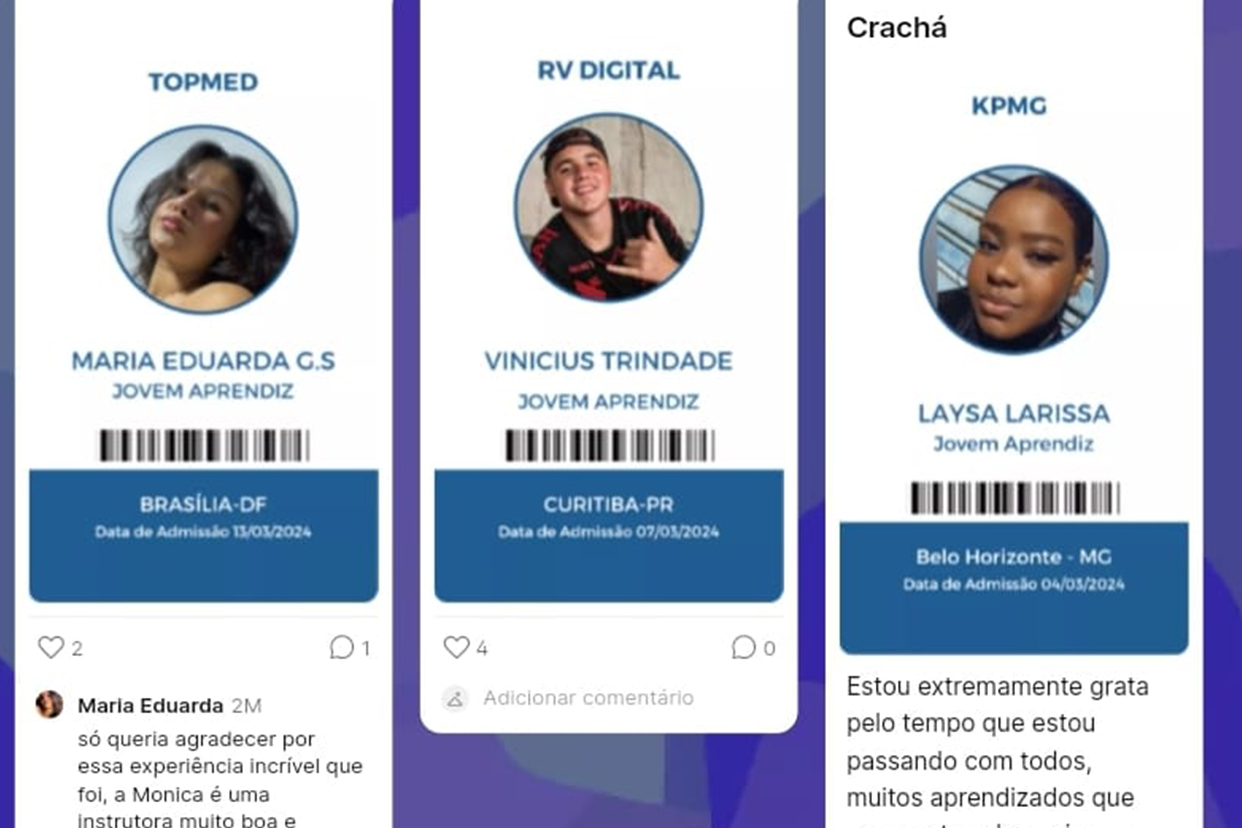 TOPMED
MARIA EDUARDA G.S
JOVEM APRENDIZ
BRASÍLIA-DF
Data de Admissão 13/03/2024
2
1
Maria Eduarda 2M
só queria agradecer por
essa experiência incrível que
foi, a Monica é uma
instrutora muito boa e
RV DIGITAL
VINICIUS TRINDADE
JOVEM APRENDIZ
CURITIBA-PR
Data de Admissão 07/03/2024
4
0
Adicionar comentário
Crachá
KPMG
LAYSA LARISSA
Jovem Aprendiz
Belo Horizonte - MG
Data de Admissão 04/03/2024
Estou extremamente grata
pelo tempo que estou
passando com todos,
muitos aprendizados que